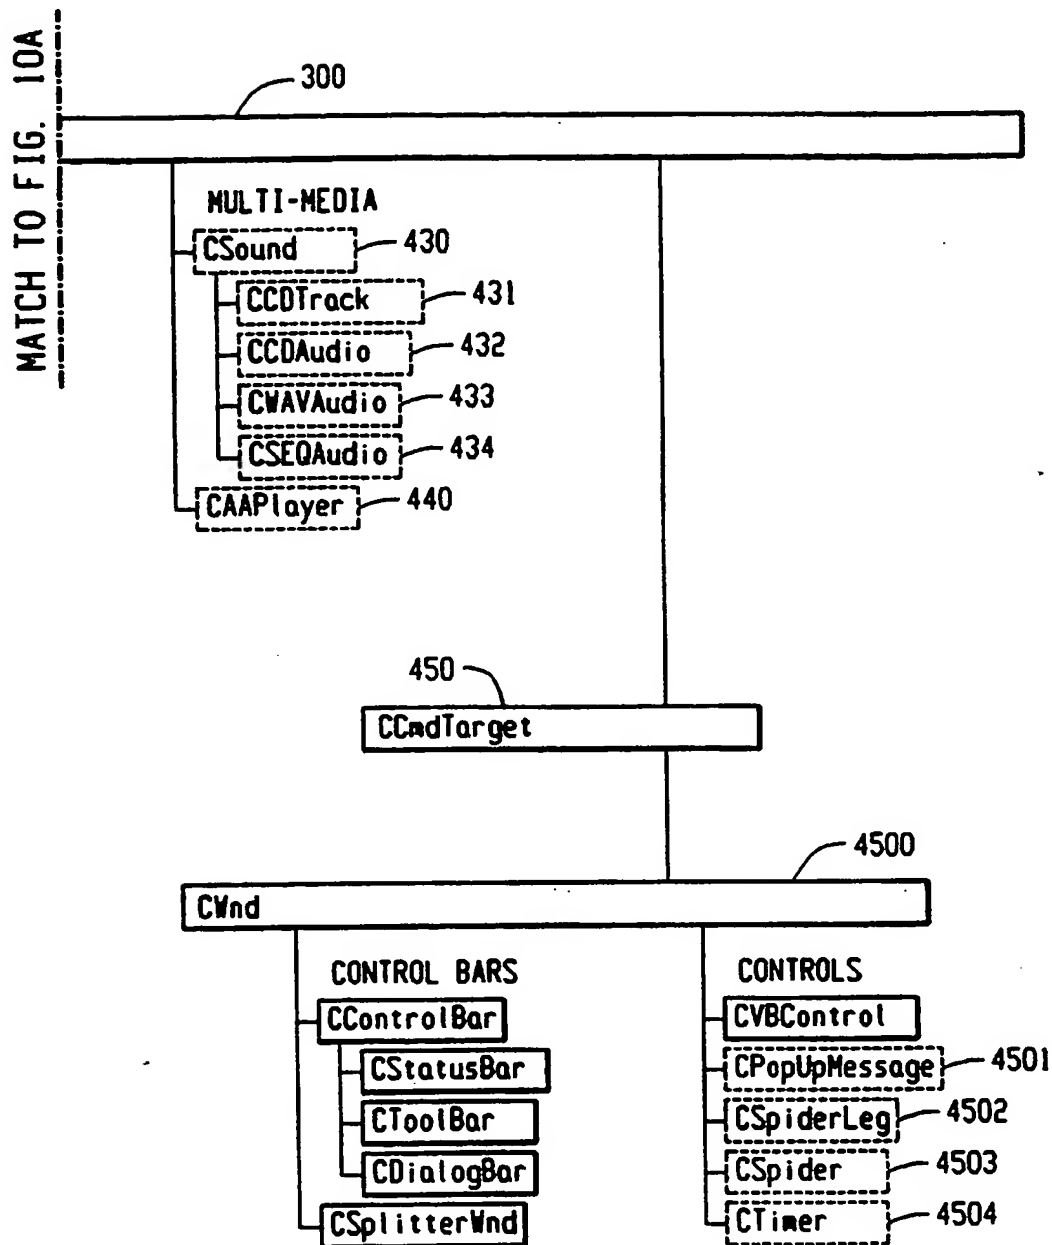 MATCH TO FIG. 10A
300
MULTI-MEDIA
CSound 430
CCDTrack 431
CCDAudio 432
CWAVAudio 433
CSEQAudio 434
CAAPlayer 440
450
CCmdTarget
4500
CWnd
CONTROL BARS
CControlBar
CStatusBar
CToolBar
CDialogBar
CSplitterWnd
CONTROLS
CVBControl
CPopUpMessage 4501
CSpiderLeg 4502
CSpider 4503
CTimer 4504